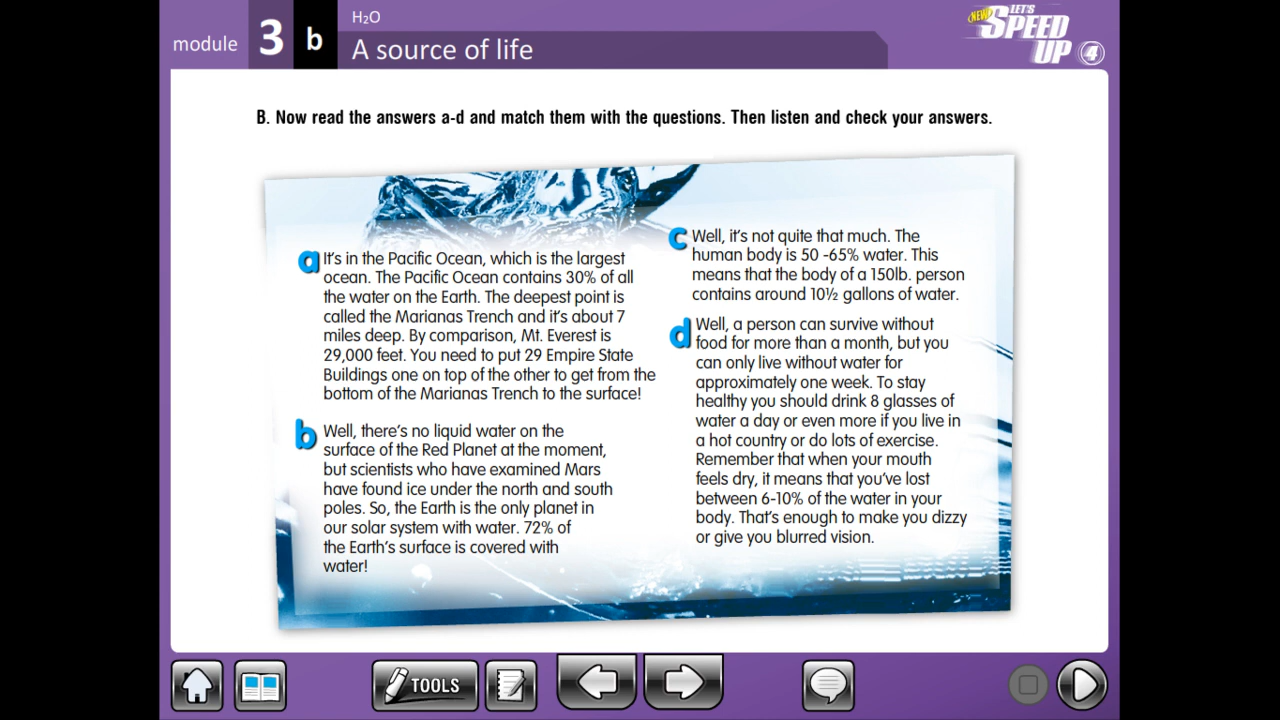 module 3 b
H₂O
A source of life
NEW LET'S
SPEED
UP 4
B. Now read the answers a-d and match them with the questions. Then listen and check your answers.
a It's in the Pacific Ocean, which is the largest
ocean. The Pacific Ocean contains 30% of all
the water on the Earth. The deepest point is
called the Marianas Trench and it's about 7
miles deep. By comparison, Mt. Everest is
29,000 feet. You need to put 29 Empire State
Buildings one on top of the other to get from the
bottom of the Marianas Trench to the surface!
b Well, there's no liquid water on the
surface of the Red Planet at the moment,
but scientists who have examined Mars
have found ice under the north and south
poles. So, the Earth is the only planet in
our solar system with water. 72% of
the Earth's surface is covered with
water!
c Well, it's not quite that much. The
human body is 50 -65% water. This
means that the body of a 150lb. person
contains around 10½ gallons of water.
d Well, a person can survive without
food for more than a month, but you
can only live without water for
approximately one week. To stay
healthy you should drink 8 glasses of
water a day or even more if you live in
a hot country or do lots of exercise.
Remember that when your mouth
feels dry, it means that you've lost
between 6-10% of the water in your
body. That's enough to make you dizzy
or give you blurred vision.
TOOLS